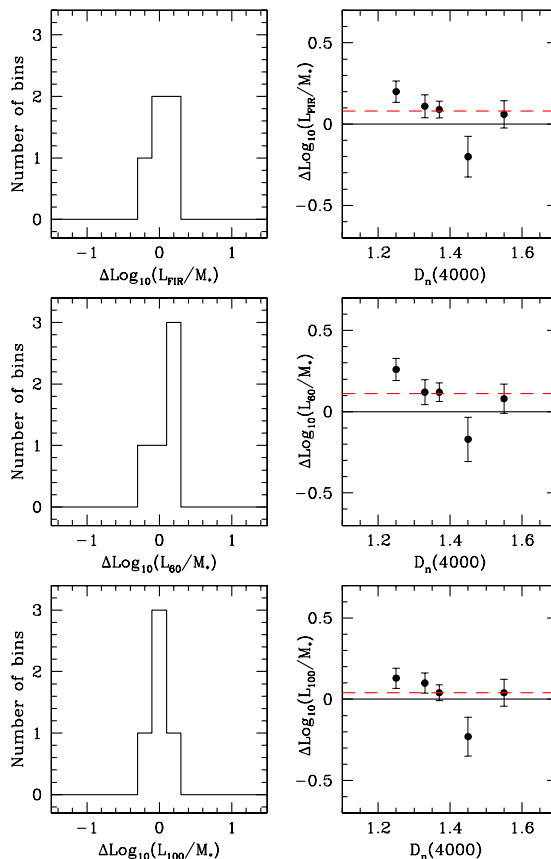 Number of bins
3
2
1
0
−1 0 1
ΔLog₁₀(L_FIR/M⋆)
ΔLog₁₀(L_FIR/M⋆)
0.5
0
−0.5
1.2 1.4 1.6
Dₙ(4000)
Number of bins
3
2
1
0
−1 0 1
ΔLog₁₀(L₆₀/M⋆)
ΔLog₁₀(L₆₀/M⋆)
0.5
0
−0.5
1.2 1.4 1.6
Dₙ(4000)
Number of bins
3
2
1
0
−1 0 1
ΔLog₁₀(L₁₀₀/M⋆)
ΔLog₁₀(L₁₀₀/M⋆)
0.5
0
−0.5
1.2 1.4 1.6
Dₙ(4000)